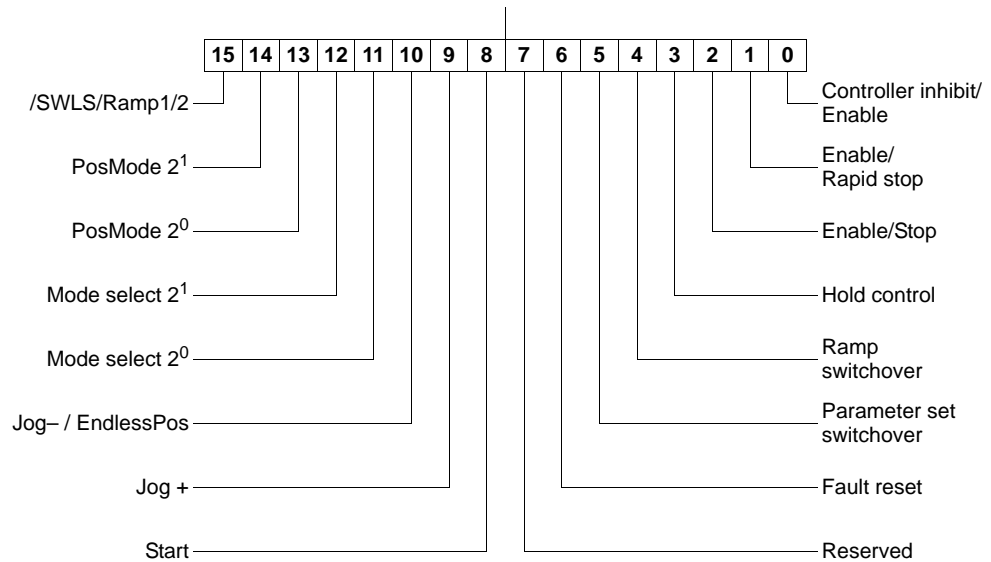 15 14 13 12 11 10 9 8 7 6 5 4 3 2 1 0
/SWLS/Ramp1/2
PosMode 2¹
PosMode 2⁰
Mode select 2¹
Mode select 2⁰
Jog– / EndlessPos
Jog +
Start
Controller inhibit/
Enable
Enable/
Rapid stop
Enable/Stop
Hold control
Ramp
switchover
Parameter set
switchover
Fault reset
Reserved